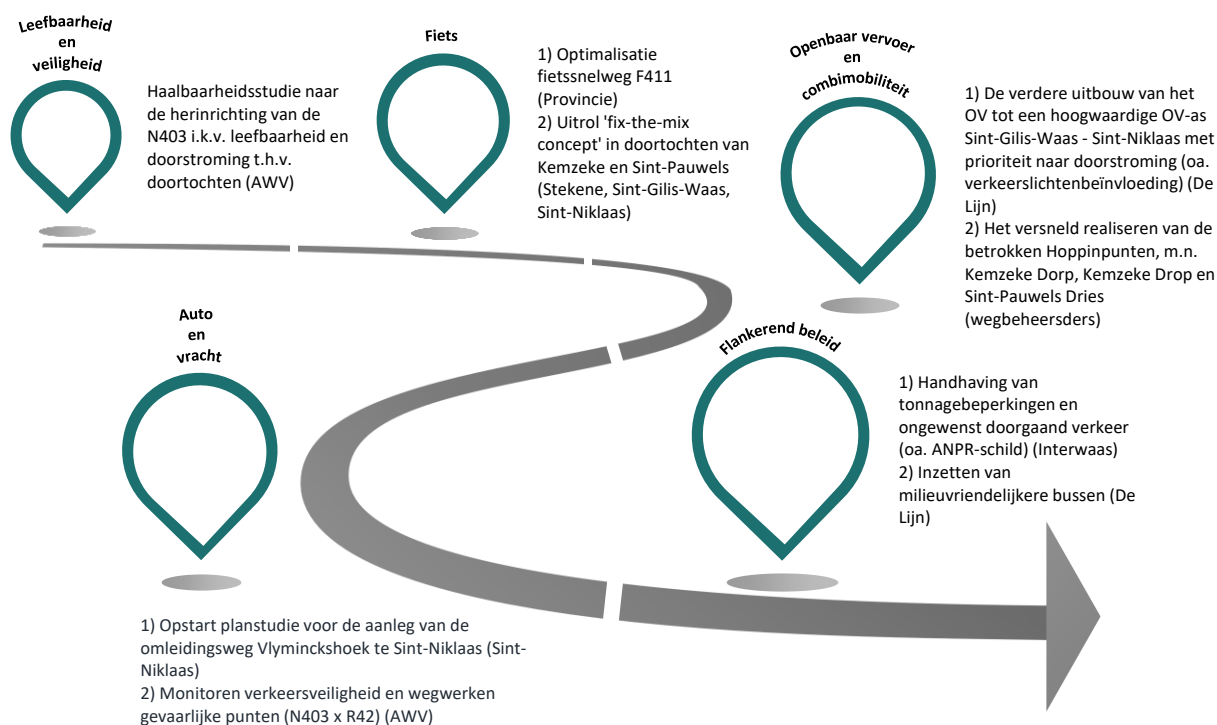 Leefbaarheid
en
veiligheid
Haalbaarheidsstudie naar
de herinrichting van de
N403 i.k.v. leefbaarheid en
doorstroming t.h.v.
doortochten (AWV)
Fiets
1) Optimalisatie
fietssnelweg F411
(Provincie)
2) Uitrol 'fix-the-mix
concept' in doortochten van
Kemzeke en Sint-Pauwels
(Stekene, Sint-Gilis-Waas,
Sint-Niklaas)
Openbaar vervoer
en
combimobiliteit
1) De verdere uitbouw van het
OV tot een hoogwaardige OV-as
Sint-Gilis-Waas - Sint-Niklaas met
prioriteit naar doorstroming (oa.
verkeerslichtenbeïnvloeding) (De
Lijn)
2) Het versneld realiseren van de
betrokken Hoppinpunten, m.n.
Kemzeke Dorp, Kemzeke Drop en
Sint-Pauwels Dries
(wegbeheersders)
Auto
en
vracht
1) Opstart planstudie voor de aanleg van de
omleidingsweg Vlyminckshoek te Sint-Niklaas (Sint-
Niklaas)
2) Monitoren verkeersveiligheid en wegwerken
gevaarlijke punten (N403 x R42) (AWV)
Flankerend beleid
1) Handhaving van
tonnagebeperkingen en
ongewenst doorgaand verkeer
(oa. ANPR-schild) (Interwaas)
2) Inzetten van
milieuvriendelijkere bussen (De
Lijn)